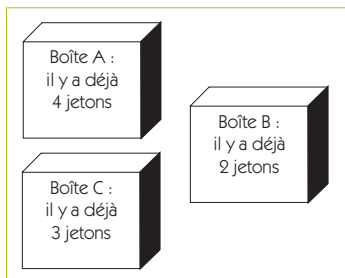 Boîte A :
il y a déjà
4 jetons
Boîte B :
il y a déjà
2 jetons
Boîte C :
il y a déjà
3 jetons